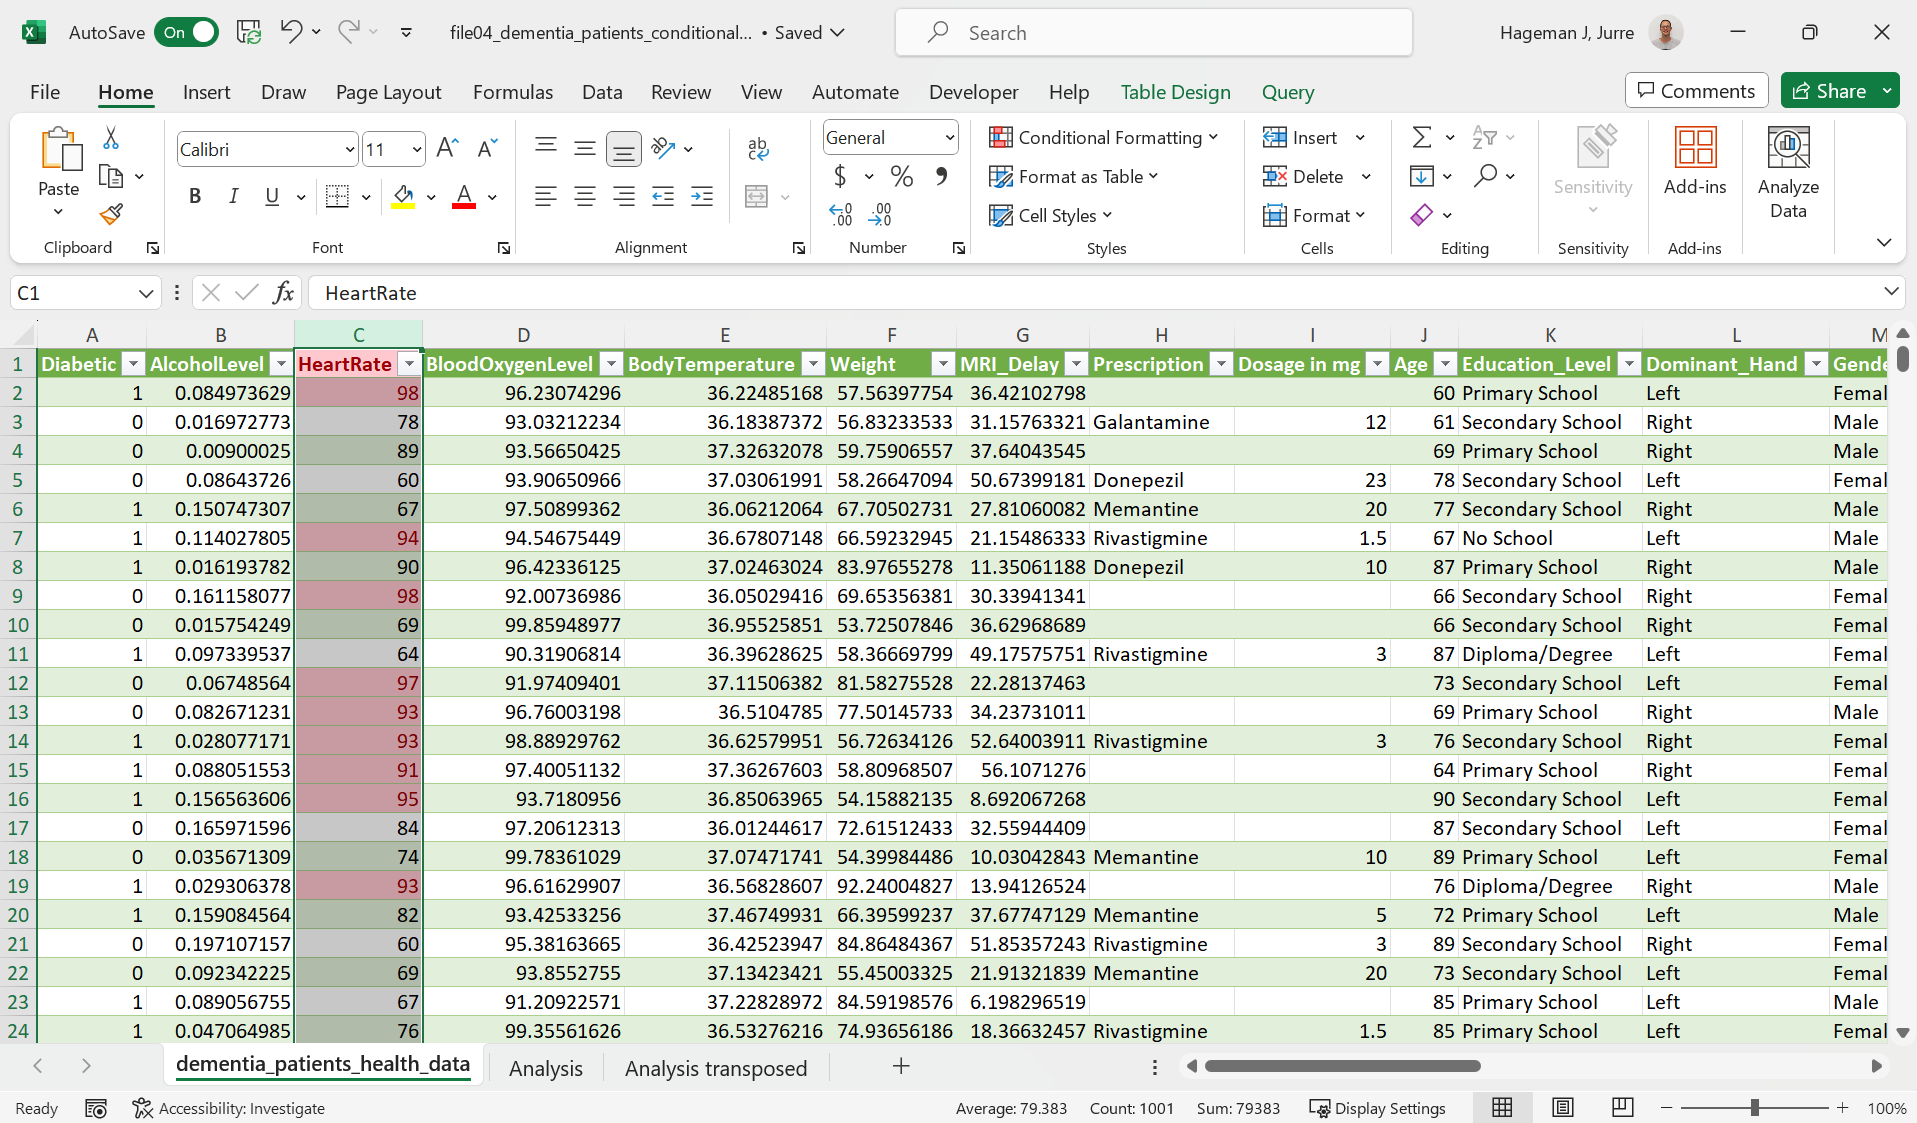 AutoSave On file04_dementia_patients_conditional... • Saved Search Hageman J, Jurre
File Home Insert Draw Page Layout Formulas Data Review View Automate Developer Help Table Design Query Comments Share
Paste Calibri 11 General Conditional Formatting Insert
B I U A $ % Format as Table Delete Sensitivity Add-ins Analyze Data
Cell Styles Format
Clipboard Font Alignment Number Styles Cells Editing Sensitivity Add-ins
C1 fx HeartRate
A B C D E F G H I J K L M
1 Diabetic AlcoholLevel HeartRate BloodOxygenLevel BodyTemperature Weight MRI_Delay Prescription Dosage in mg Age Education_Level Dominant_Hand Gende
2 1 0.084973629 98 96.23074296 36.22485168 57.56397754 36.42102798 60 Primary School Left Femal
3 0 0.016972773 78 93.03212234 36.18387372 56.83233533 31.15763321 Galantamine 12 61 Secondary School Right Male
4 0 0.00900025 89 93.56650425 37.32632078 59.75906557 37.64043545 69 Primary School Right Male
5 0 0.08643726 60 93.90650966 37.03061991 58.26647094 50.67399181 Donepezil 23 78 Secondary School Left Femal
6 1 0.150747307 67 97.50899362 36.06212064 67.70502731 27.81060082 Memantine 20 77 Secondary School Right Male
7 1 0.114027805 94 94.54675449 36.67807148 66.59232945 21.15486333 Rivastigmine 1.5 67 No School Left Male
8 1 0.016193782 90 96.42336125 37.02463024 83.97655278 11.35061188 Donepezil 10 87 Primary School Right Male
9 0 0.161158077 98 92.00736986 36.05029416 69.65356381 30.33941341 66 Secondary School Right Femal
10 0 0.015754249 69 99.85948977 36.95525851 53.72507846 36.62968689 66 Secondary School Right Femal
11 1 0.097339537 64 90.31906814 36.39628625 58.36669799 49.17575751 Rivastigmine 3 87 Diploma/Degree Left Femal
12 0 0.06748564 97 91.97409401 37.11506382 81.58275528 22.28137463 73 Secondary School Left Femal
13 0 0.082671231 93 96.76003198 36.5104785 77.50145733 34.23731011 69 Primary School Right Male
14 1 0.028077171 93 98.88929762 36.62579951 56.72634126 52.64003911 Rivastigmine 3 76 Secondary School Right Femal
15 1 0.088051553 91 97.40051132 37.36267603 58.80968507 56.1071276 64 Primary School Right Femal
16 1 0.156563606 95 93.7180956 36.85063965 54.15882135 8.692067268 90 Secondary School Left Femal
17 0 0.165971596 84 97.20612313 36.01244617 72.61512433 32.55944409 87 Secondary School Left Femal
18 0 0.035671309 74 99.78361029 37.07471741 54.39984486 10.03042843 Memantine 10 89 Primary School Left Femal
19 1 0.029306378 93 96.61629907 36.56828607 92.24004827 13.94126524 76 Diploma/Degree Right Male
20 1 0.159084564 82 93.42533256 37.46749931 66.39599237 37.67747129 Memantine 5 72 Primary School Left Male
21 0 0.197107157 60 95.38163665 36.42523947 84.86484367 51.85357243 Rivastigmine 3 89 Secondary School Right Femal
22 0 0.092342225 69 93.8552755 37.13423421 55.45003325 21.91321839 Memantine 20 73 Secondary School Left Femal
23 1 0.089056755 67 91.20922571 37.22828972 84.59198576 6.198296519 85 Primary School Left Male
24 1 0.047064985 76 99.35561626 36.53276216 74.93656186 18.36632457 Rivastigmine 1.5 85 Primary School Left Femal
dementia_patients_health_data Analysis Analysis transposed
Ready Accessibility: Investigate Average: 79.383 Count: 1001 Sum: 79383 Display Settings 100%